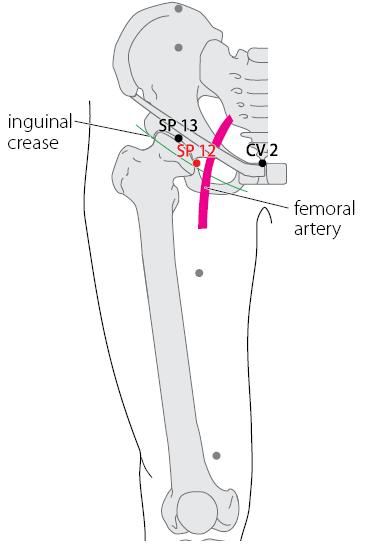 inguinal
crease
SP 13
SP 12
CV 2
femoral
artery